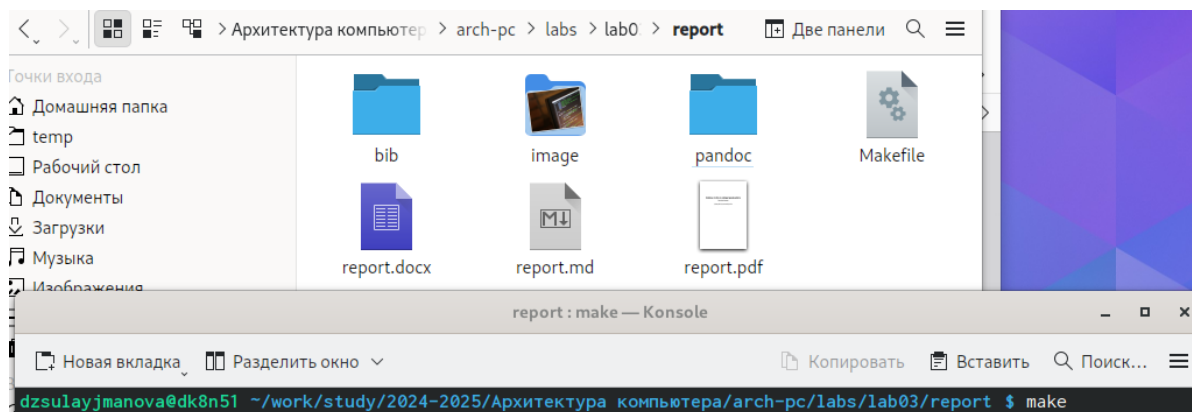 Архитектура компьютер > arch-pc > labs > lab0 > report
Две панели
Точки входа
Домашняя папка
temp
Рабочий стол
Документы
Загрузки
Музыка
Изображения
bib
image
pandoc
Makefile
report.docx
report.md
report.pdf
report : make — Konsole
Новая вкладка
Разделить окно
Копировать
Вставить
Поиск...
dzsulayjmanova@dk8n51 ~/work/study/2024-2025/Архитектура компьютера/arch-pc/labs/lab03/report $ make